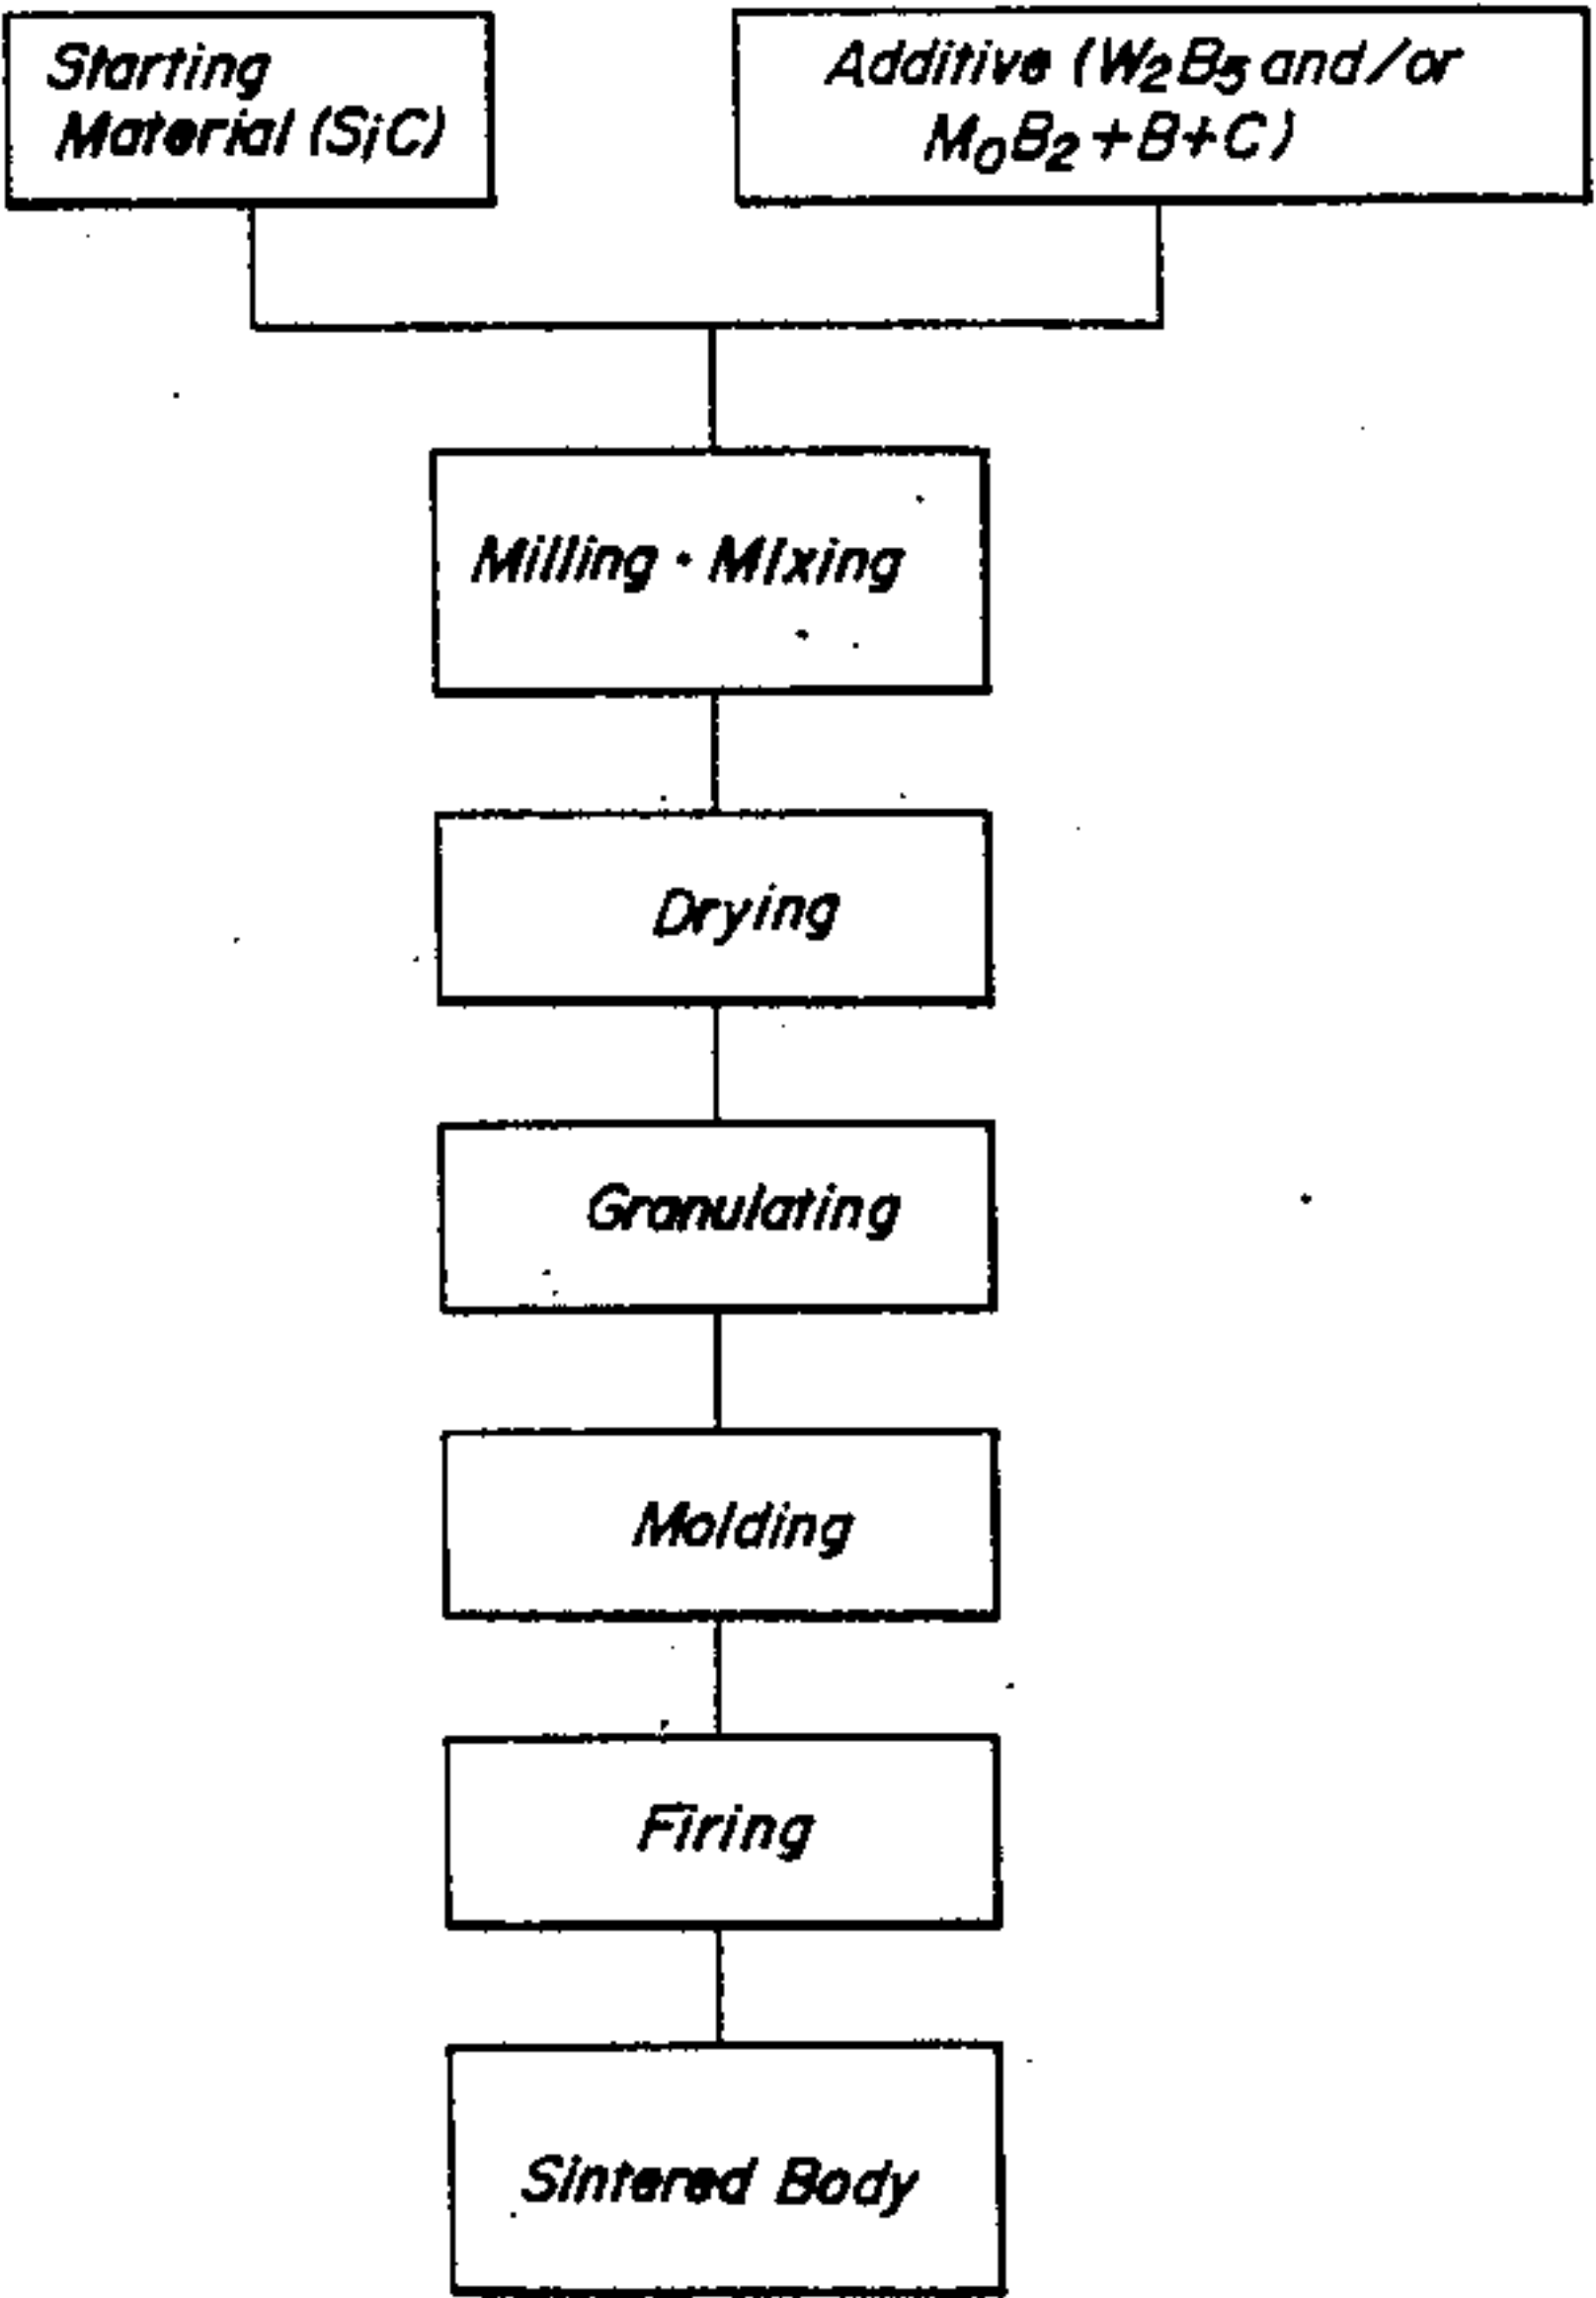 Starting
Material (SiC)
Additive (W₂B₅ and/or
MoB₂+B+C)
Milling · MIxing
Drying
Granulating
Molding
Firing
Sintered Body